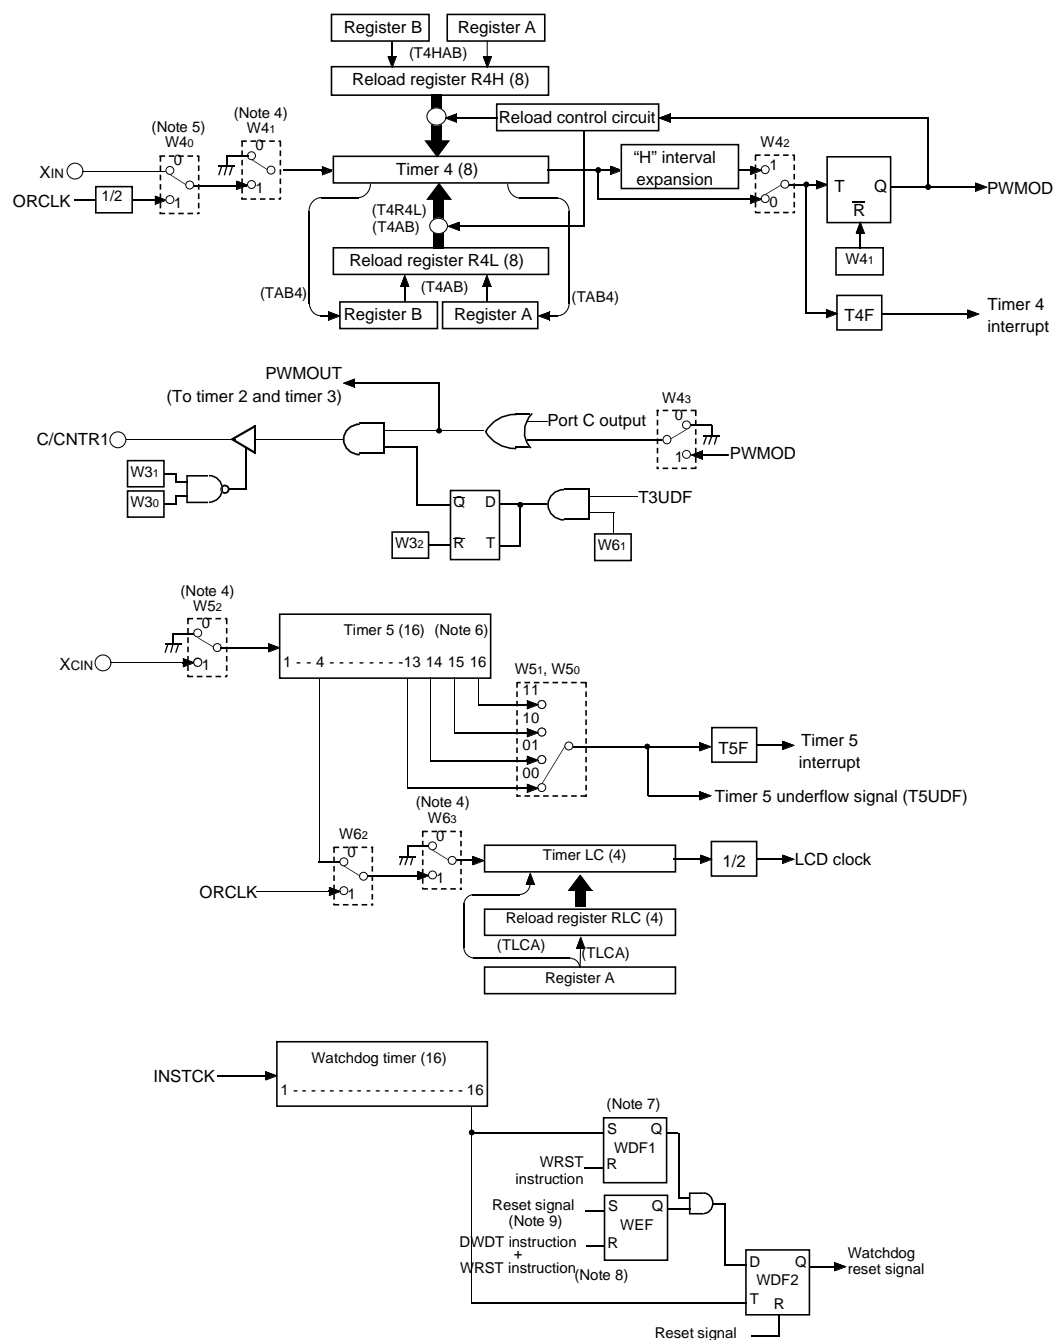 Register B
Register A
(T4HAB)
Reload register R4H (8)
Reload control circuit
(Note 5)
W40
(Note 4)
W41
0
0
XIN
ORCLK
1/2
1
1
Timer 4 (8)
"H" interval
expansion
W42
1
0
T
Q
R
PWMOD
W41
(T4R4L)
(T4AB)
Reload register R4L (8)
(T4AB)
(TAB4)
(TAB4)
Register B
Register A
T4F
Timer 4
interrupt
PWMOUT
(To timer 2 and timer 3)
W43
0
Port C output
1
PWMOD
C/CNTR1
W31
W30
Q
D
R
T
W32
T3UDF
W61
(Note 4)
W52
0
1
XCIN
Timer 5 (16) (Note 6)
1 - - 4 - - - - - - - -13 14 15 16
W51, W50
11
10
01
00
T5F
Timer 5
interrupt
Timer 5 underflow signal (T5UDF)
(Note 4)
W63
0
1
W62
0
1
ORCLK
Timer LC (4)
1/2
LCD clock
Reload register RLC (4)
(TLCA)
(TLCA)
Register A
INSTCK
Watchdog timer (16)
1 - - - - - - - - - - - - - - - - - - - 16
(Note 7)
S
Q
WDF1
R
WRST
instruction
Reset signal
(Note 9)
S
Q
WEF
R
DWDT instruction
+
WRST instruction
(Note 8)
D
Q
WDF2
T
R
Watchdog
reset signal
Reset signal